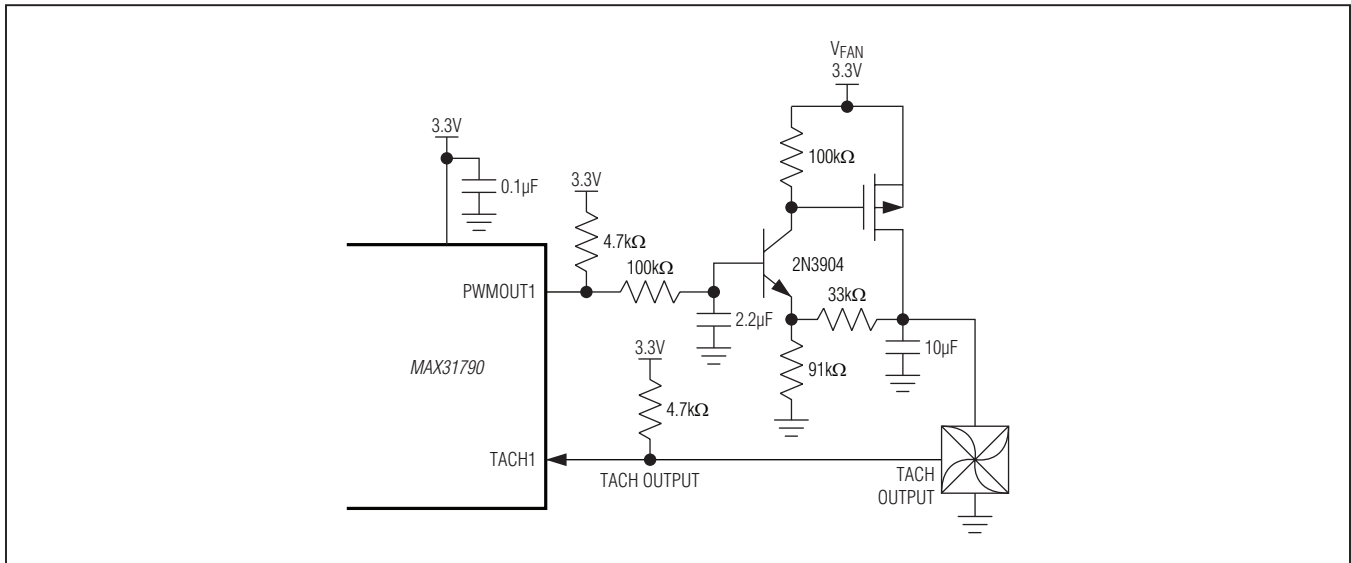 VFAN
3.3V
3.3V
100kΩ
0.1µF
3.3V
4.7kΩ
100kΩ
2N3904
PWMOUT1
33kΩ
2.2µF
10µF
3.3V
MAX31790
91kΩ
4.7kΩ
TACH1
TACH OUTPUT
TACH
OUTPUT